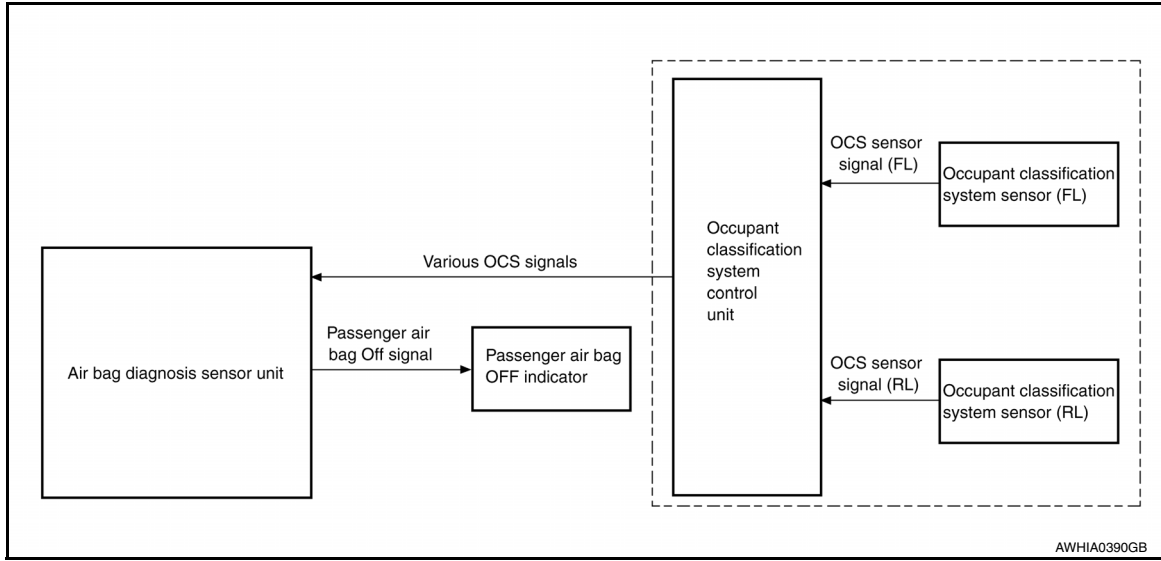 OCS sensor
signal (FL)
Occupant classification
system sensor (FL)
Occupant
classification
system
control
unit
Various OCS signals
Passenger air
bag Off signal
Passenger air bag
OFF indicator
Air bag diagnosis sensor unit
OCS sensor
signal (RL)
Occupant classification
system sensor (RL)
AWHIA0390GB